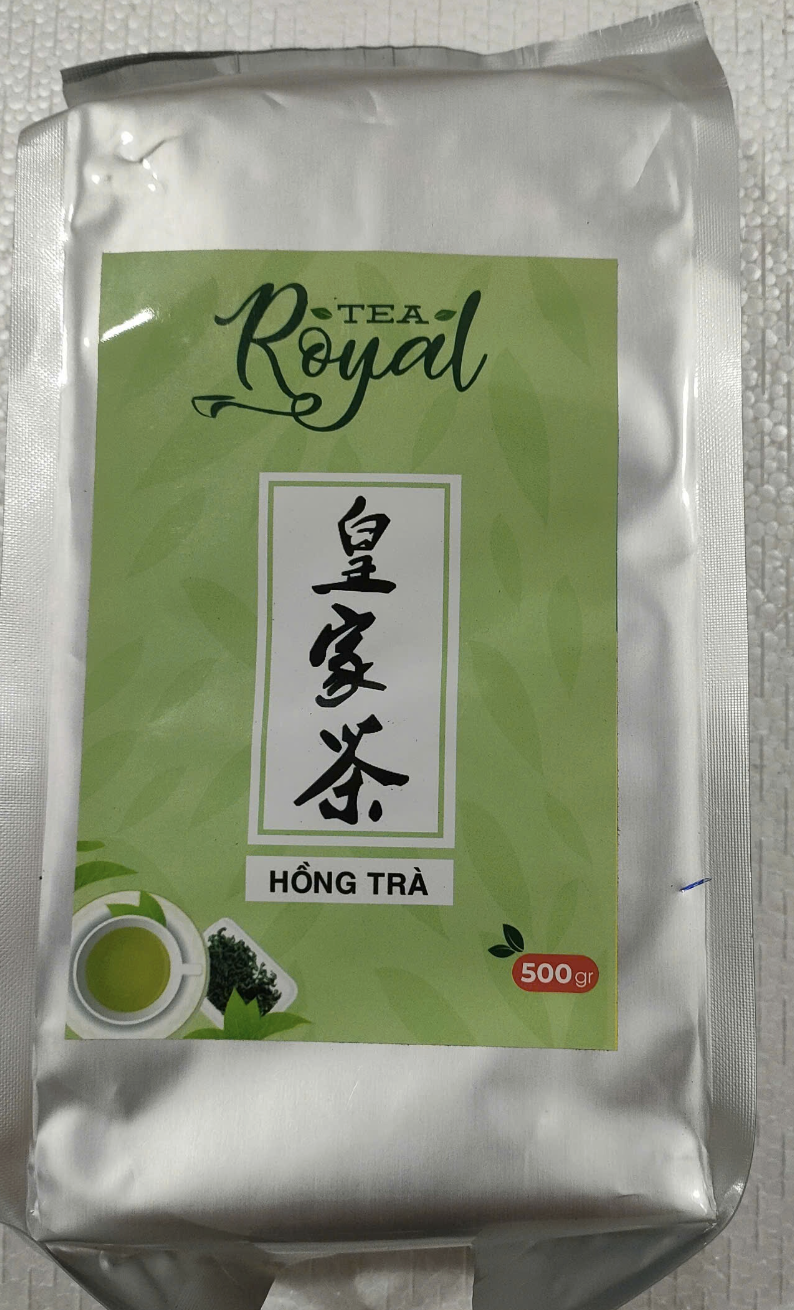 TEA
Royal
皇
家
茶
HỒNG TRÀ
500gr